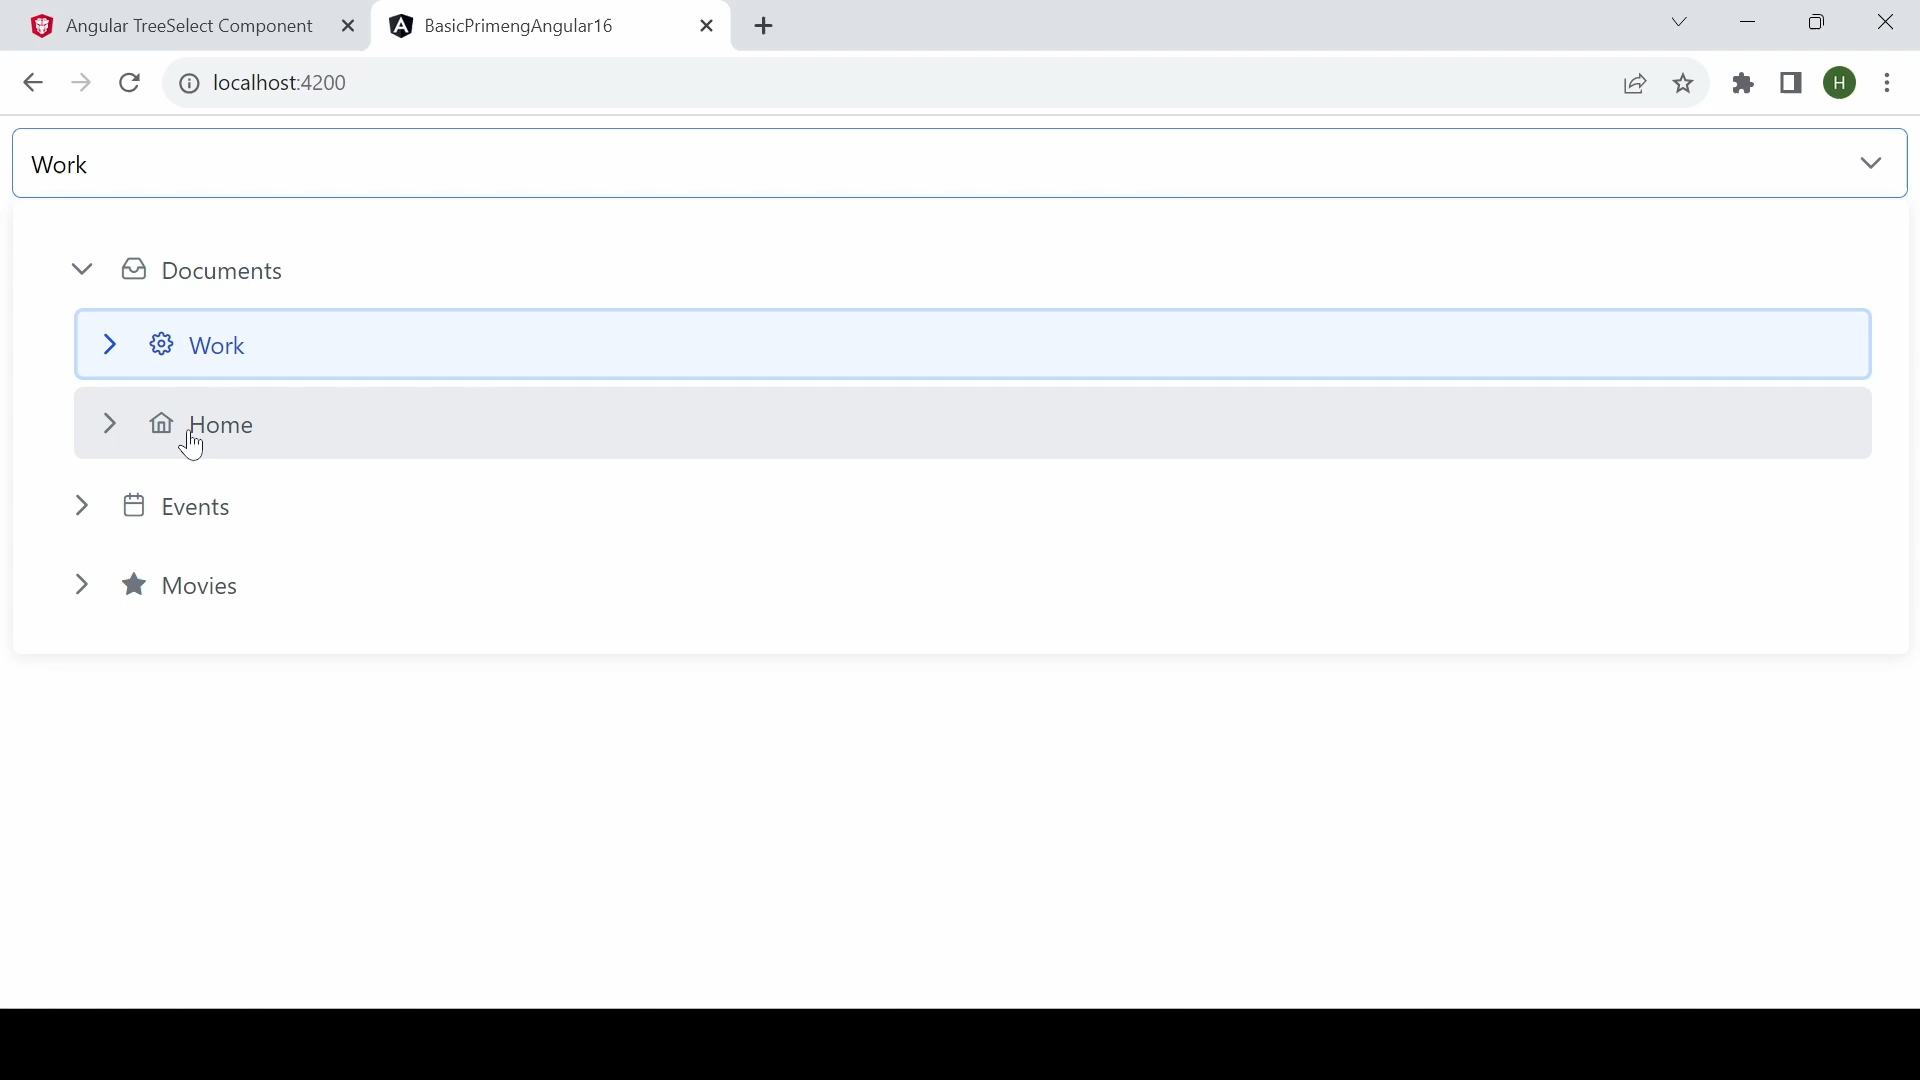 Angular TreeSelect Component
BasicPrimengAngular16
localhost:4200
H
Work
Documents
Work
Home
Events
Movies